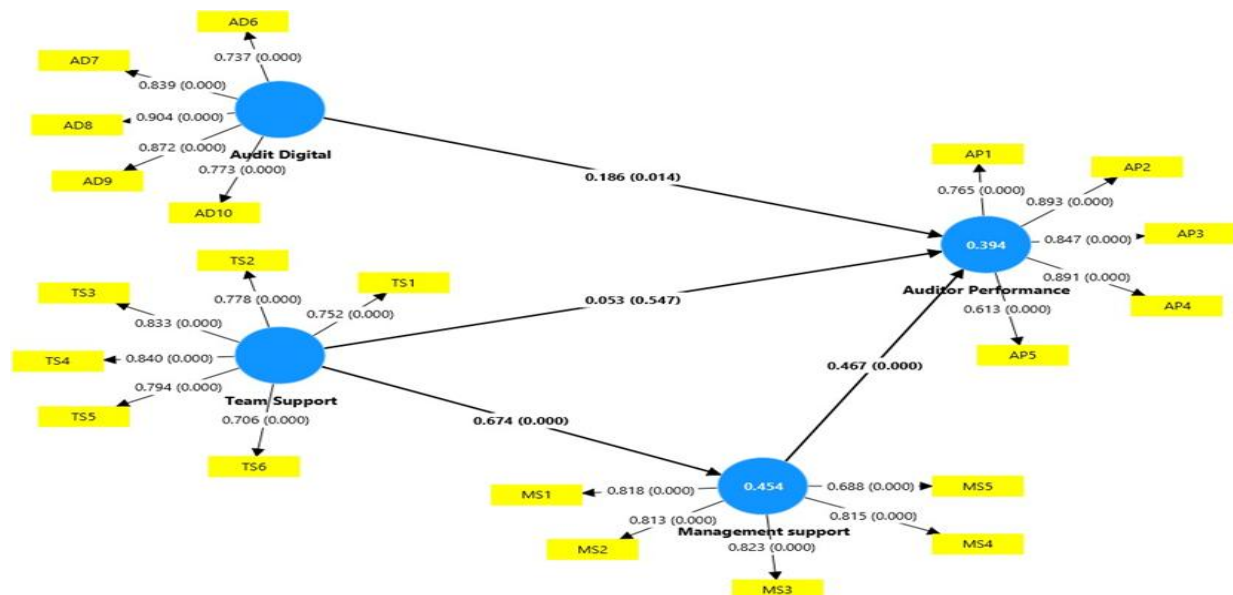 AD6
0.737 (0.000)
AD7
0.839 (0.000)
AD8
0.904 (0.000)
0.872 (0.000)
Audit Digital
AD9
0.773 (0.000)
AD10
0.186 (0.014)
AP1
AP2
0.765 (0.000)
0.893 (0.000)
0.394
0.847 (0.000)
AP3
Auditor Performance
0.891 (0.000)
AP4
0.613 (0.000)
AP5
TS2
TS1
TS3
0.778 (0.000)
0.752 (0.000)
0.833 (0.000)
TS4
0.840 (0.000)
0.794 (0.000)
TS5
Team Support
0.706 (0.000)
TS6
0.053 (0.547)
0.467 (0.000)
0.674 (0.000)
MS1
0.818 (0.000)
0.454
0.688 (0.000)
MS5
0.813 (0.000)
0.815 (0.000)
Management support
MS2
0.823 (0.000)
MS4
MS3